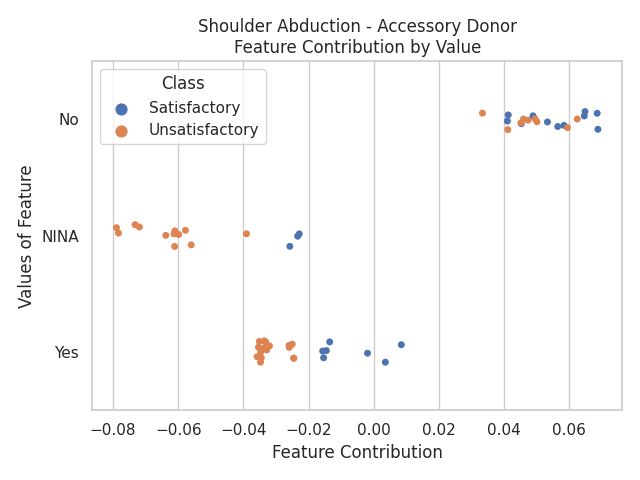 Shoulder Abduction - Accessory Donor
Feature Contribution by Value
Class
Satisfactory
Unsatisfactory
Values of Feature
No
NINA
Yes
−0.08
−0.06
−0.04
−0.02
0.00
0.02
0.04
0.06
Feature Contribution